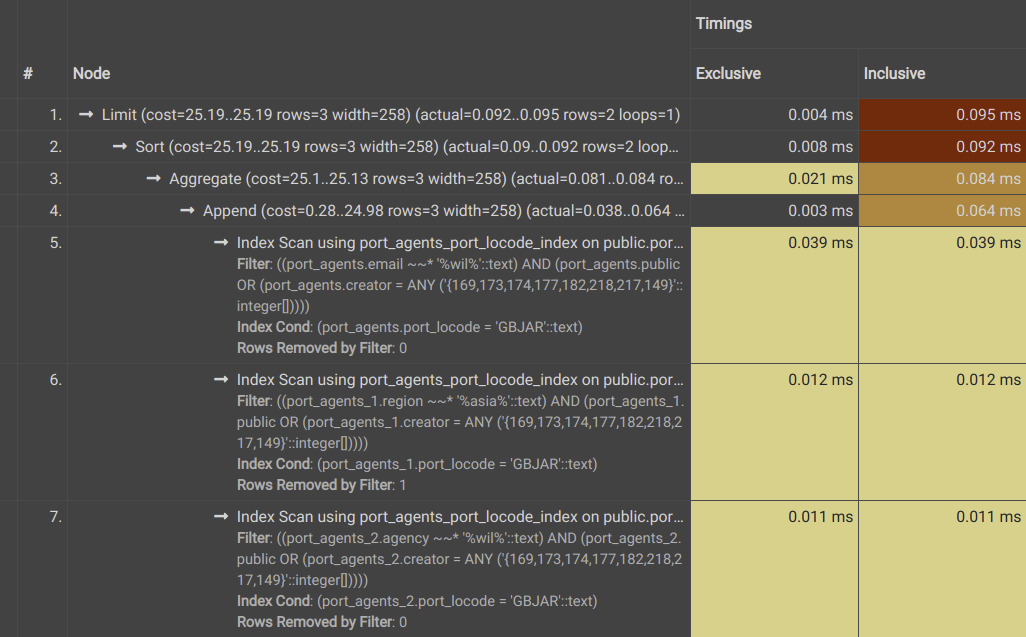 Timings
# Node Exclusive Inclusive
1. → Limit (cost=25.19..25.19 rows=3 width=258) (actual=0.092..0.095 rows=2 loops=1) 0.004 ms 0.095 ms
2. → Sort (cost=25.19..25.19 rows=3 width=258) (actual=0.09..0.092 rows=2 loop... 0.008 ms 0.092 ms
3. → Aggregate (cost=25.1..25.13 rows=3 width=258) (actual=0.081..0.084 ro... 0.021 ms 0.084 ms
4. → Append (cost=0.28..24.98 rows=3 width=258) (actual=0.038..0.064 ... 0.003 ms 0.064 ms
5. → Index Scan using port_agents_port_locode_index on public.por... 0.039 ms 0.039 ms
Filter: ((port_agents.email ~~* '%wil%'::text) AND (port_agents.public
OR (port_agents.creator = ANY ('{169,173,174,177,182,218,217,149}'::
integer[]))))
Index Cond: (port_agents.port_locode = 'GBJAR'::text)
Rows Removed by Filter: 0
6. → Index Scan using port_agents_port_locode_index on public.por... 0.012 ms 0.012 ms
Filter: ((port_agents_1.region ~~* '%asia%'::text) AND (port_agents_1.
public OR (port_agents_1.creator = ANY ('{169,173,174,177,182,218,2
17,149}'::integer[]))))
Index Cond: (port_agents_1.port_locode = 'GBJAR'::text)
Rows Removed by Filter: 1
7. → Index Scan using port_agents_port_locode_index on public.por... 0.011 ms 0.011 ms
Filter: ((port_agents_2.agency ~~* '%wil%'::text) AND (port_agents_2.
public OR (port_agents_2.creator = ANY ('{169,173,174,177,182,218,2
17,149}'::integer[]))))
Index Cond: (port_agents_2.port_locode = 'GBJAR'::text)
Rows Removed by Filter: 0